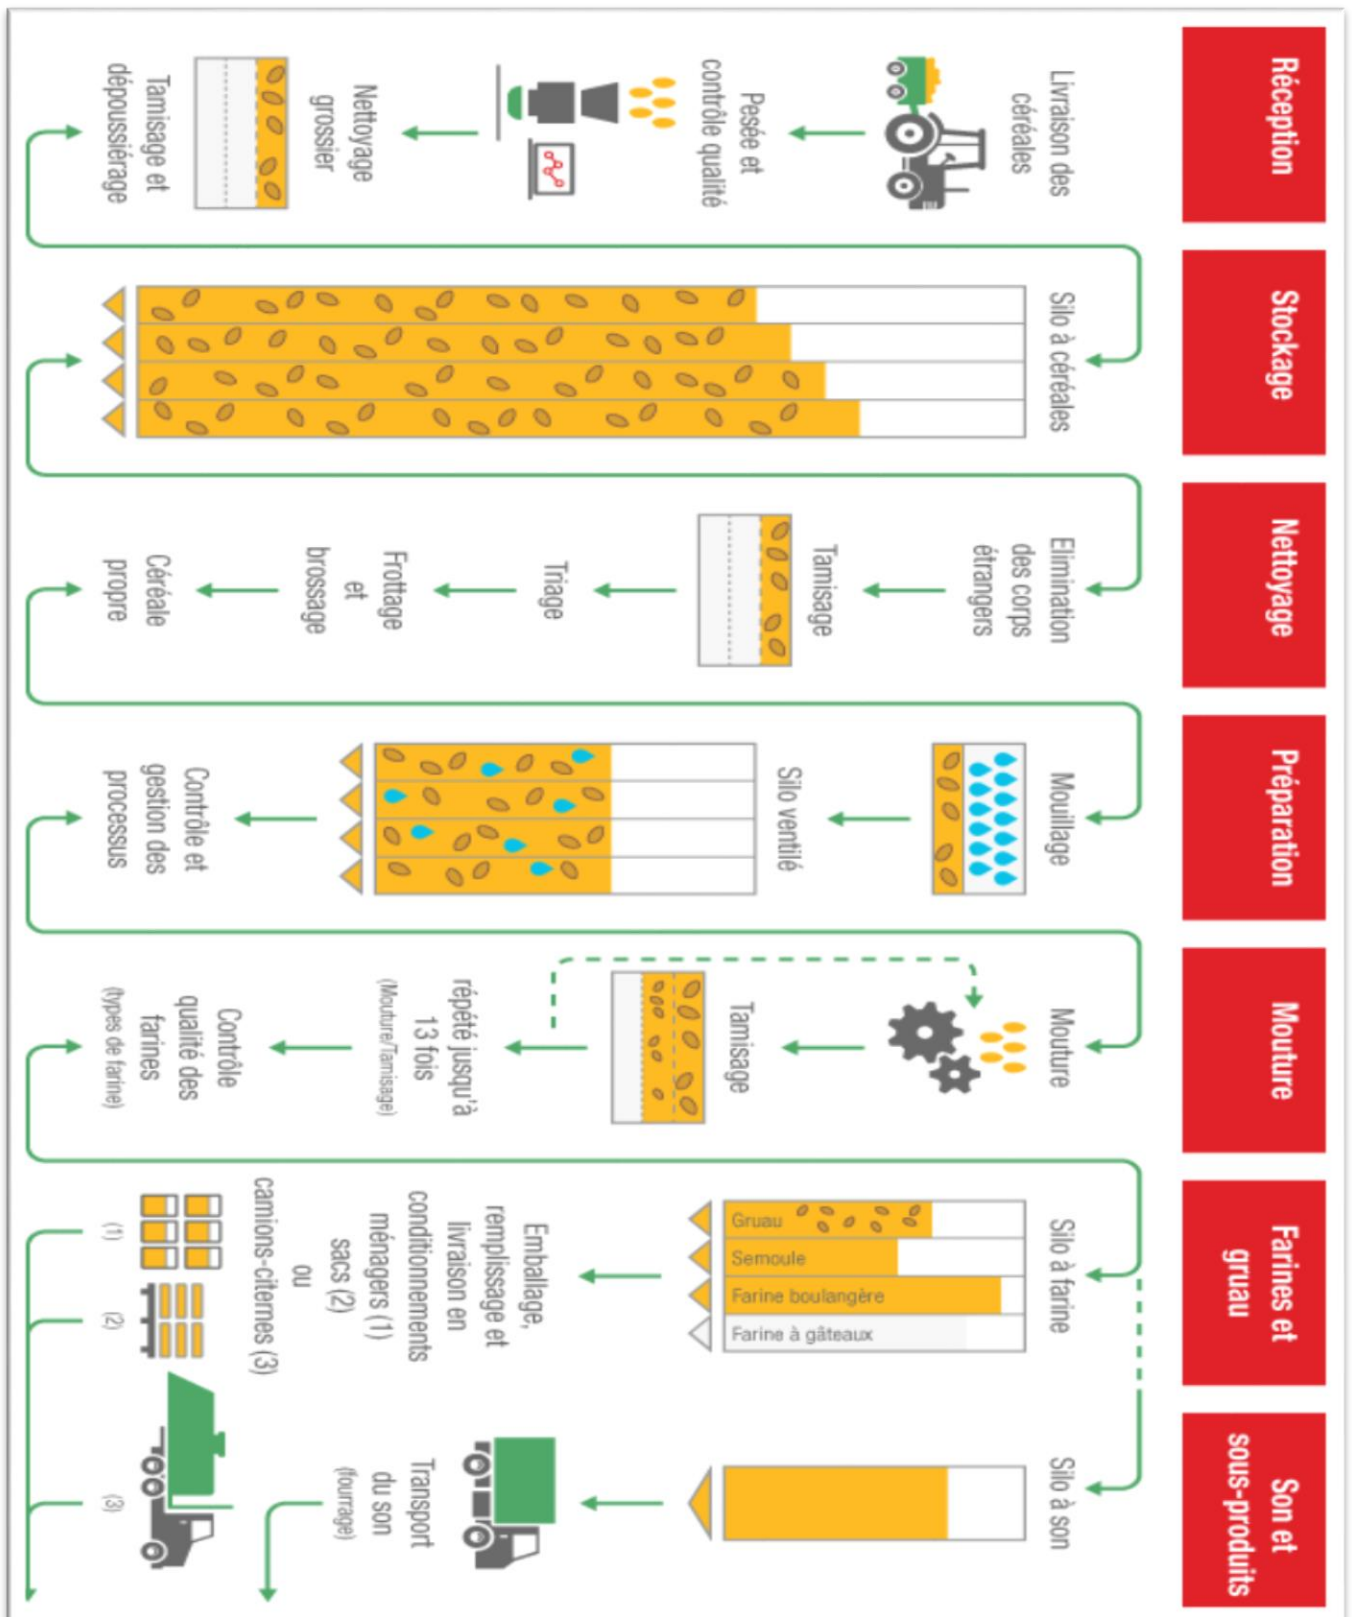 Réception
Livraison des
céréales
Pesée et
contrôle qualité
Nettoyage
grossier
Tamisage et
dépoussiérage
Stockage
Silo à céréales
Nettoyage
Elimination
des corps
étrangers
Tamisage
Triage
Frottage
et
brossage
Céréale
propre
Préparation
Mouillage
Silo ventilé
Contrôle et
gestion des
processus
Mouture
Mouture
Tamisage
répété jusqu'à
13 fois
(Mouture/Tamisage)
Contrôle
qualité des
farines
(types de farine)
Farines et
gruau
Silo à farine
Gruau
Semoule
Farine boulangère
Farine à gâteaux
Emballage,
remplissage et
livraison en
conditionnements
ménagers (1)
sacs (2)
ou
camions-citernes (3)
(1)
(2)
(3)
Son et
sous-produits
Silo à son
Transport
du son
(fourrage)